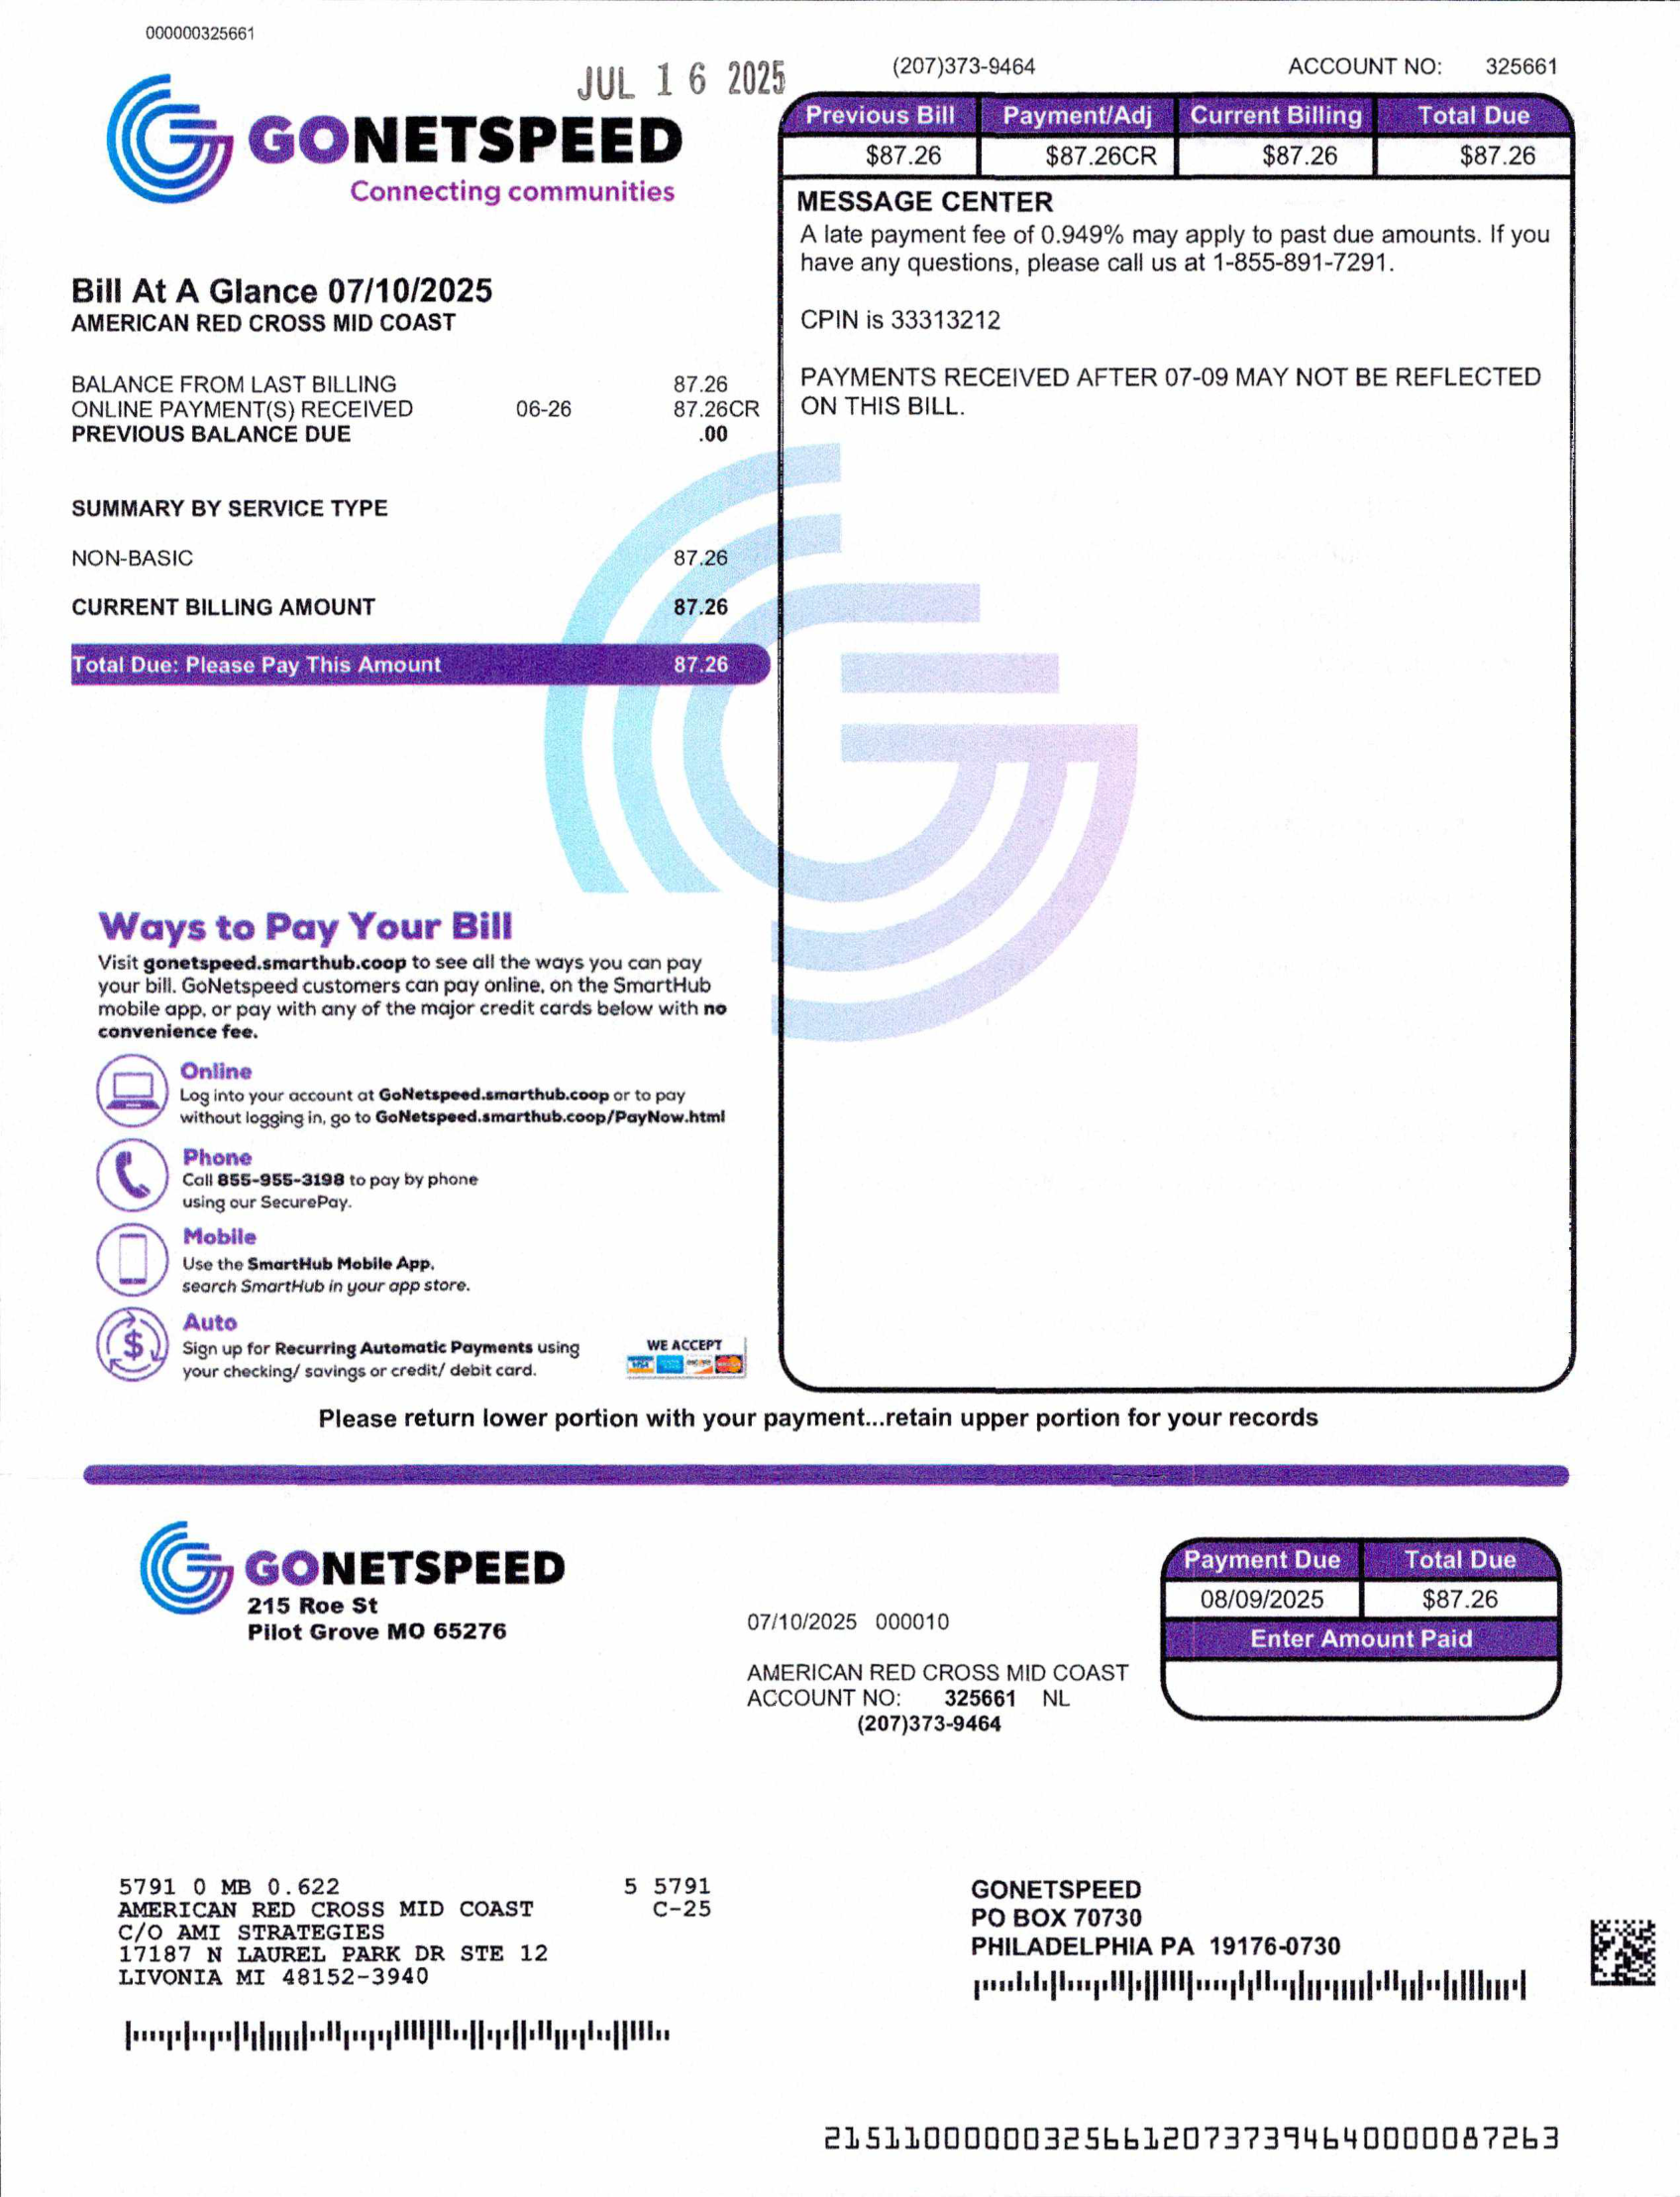 000000325661
JUL 16 2025
(207)373-9464 ACCOUNT NO: 325661
GONETSPEED
Connecting communities
Previous Bill Payment/Adj Current Billing Total Due
$87.26 $87.26CR $87.26 $87.26
MESSAGE CENTER
A late payment fee of 0.949% may apply to past due amounts. If you
have any questions, please call us at 1-855-891-7291.
CPIN is 33313212
PAYMENTS RECEIVED AFTER 07-09 MAY NOT BE REFLECTED
ON THIS BILL.
Bill At A Glance 07/10/2025
AMERICAN RED CROSS MID COAST
BALANCE FROM LAST BILLING 87.26
ONLINE PAYMENT(S) RECEIVED 06-26 87.26CR
PREVIOUS BALANCE DUE .00
SUMMARY BY SERVICE TYPE
NON-BASIC 87.26
CURRENT BILLING AMOUNT 87.26
Total Due: Please Pay This Amount 87.26
Ways to Pay Your Bill
Visit gonetspeed.smarthub.coop to see all the ways you can pay
your bill. GoNetspeed customers can pay online, on the SmartHub
mobile app, or pay with any of the major credit cards below with no
convenience fee.
Online
Log into your account at GoNetspeed.smarthub.coop or to pay
without logging in, go to GoNetspeed.smarthub.coop/PayNow.html
Phone
Call 855-955-3198 to pay by phone
using our SecurePay.
Mobile
Use the SmartHub Mobile App,
search SmartHub in your app store.
Auto
Sign up for Recurring Automatic Payments using
your checking/ savings or credit/ debit card.
WE ACCEPT
Please return lower portion with your payment...retain upper portion for your records
GONETSPEED
215 Roe St
Pilot Grove MO 65276
07/10/2025 000010
AMERICAN RED CROSS MID COAST
ACCOUNT NO: 325661 NL
(207)373-9464
Payment Due Total Due
08/09/2025 $87.26
Enter Amount Paid
5791 0 MB 0.622 5 5791
AMERICAN RED CROSS MID COAST C-25
C/O AMI STRATEGIES
17187 N LAUREL PARK DR STE 12
LIVONIA MI 48152-3940
GONETSPEED
PO BOX 70730
PHILADELPHIA PA 19176-0730
215110000003256612073739464000008 7263